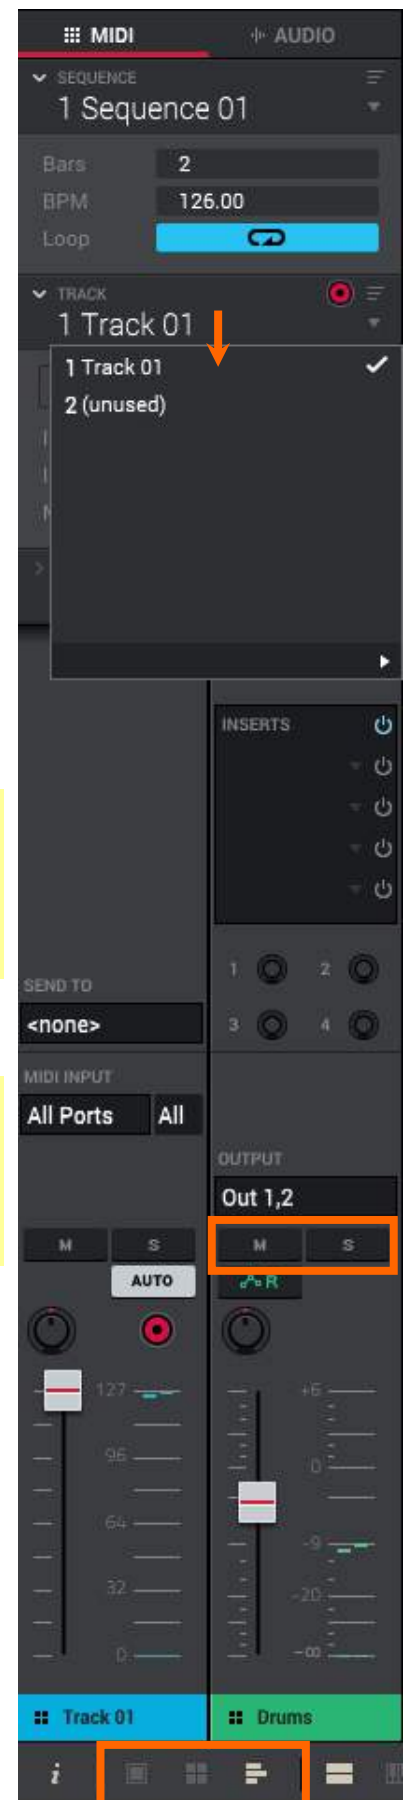 MIDI AUDIO
SEQUENCE
1 Sequence 01
Bars 2
BPM 126.00
Loop
TRACK
1 Track 01
1 Track 01
2 (unused)
INSERTS
1 2
SEND TO
<none> 3 4
MIDI INPUT
All Ports All
OUTPUT
Out 1,2
M S M S
AUTO R
127 +6
96 0
64 -9
32 -20
0 -∞
Track 01 Drums
i